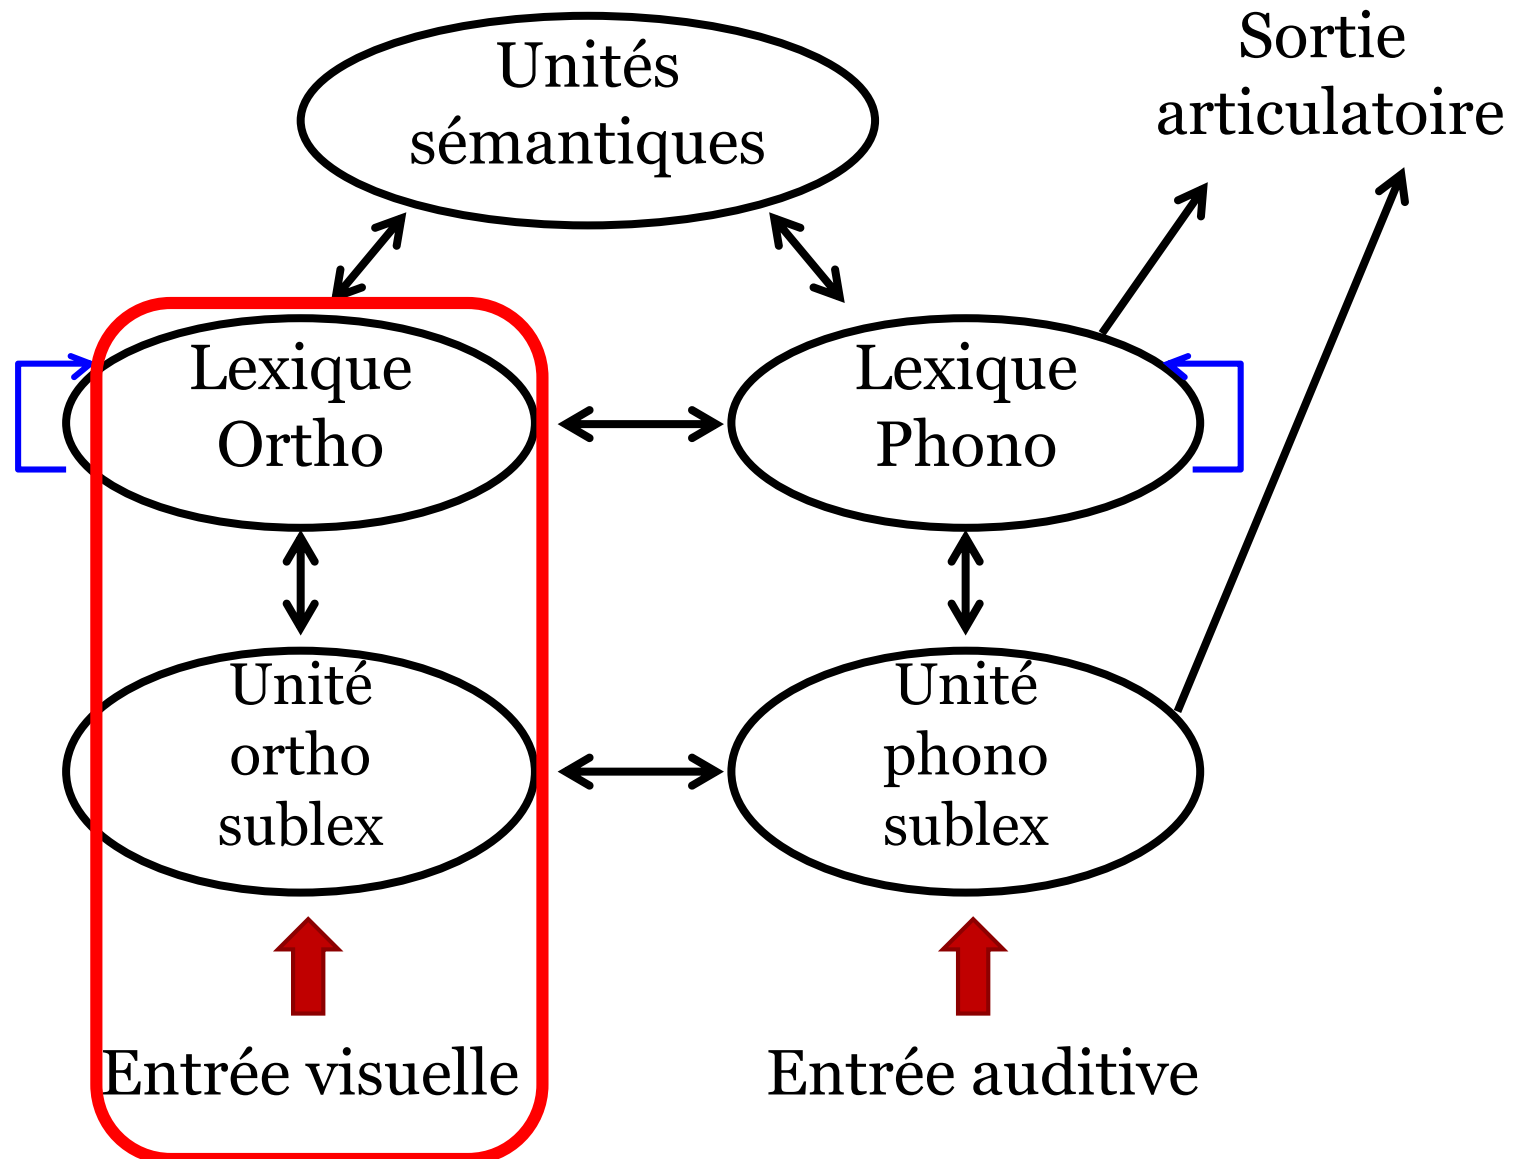 Unités
sémantiques
Sortie
articulatoire
Lexique
Ortho
Lexique
Phono
Unité
ortho
sublex
Unité
phono
sublex
Entrée visuelle
Entrée auditive